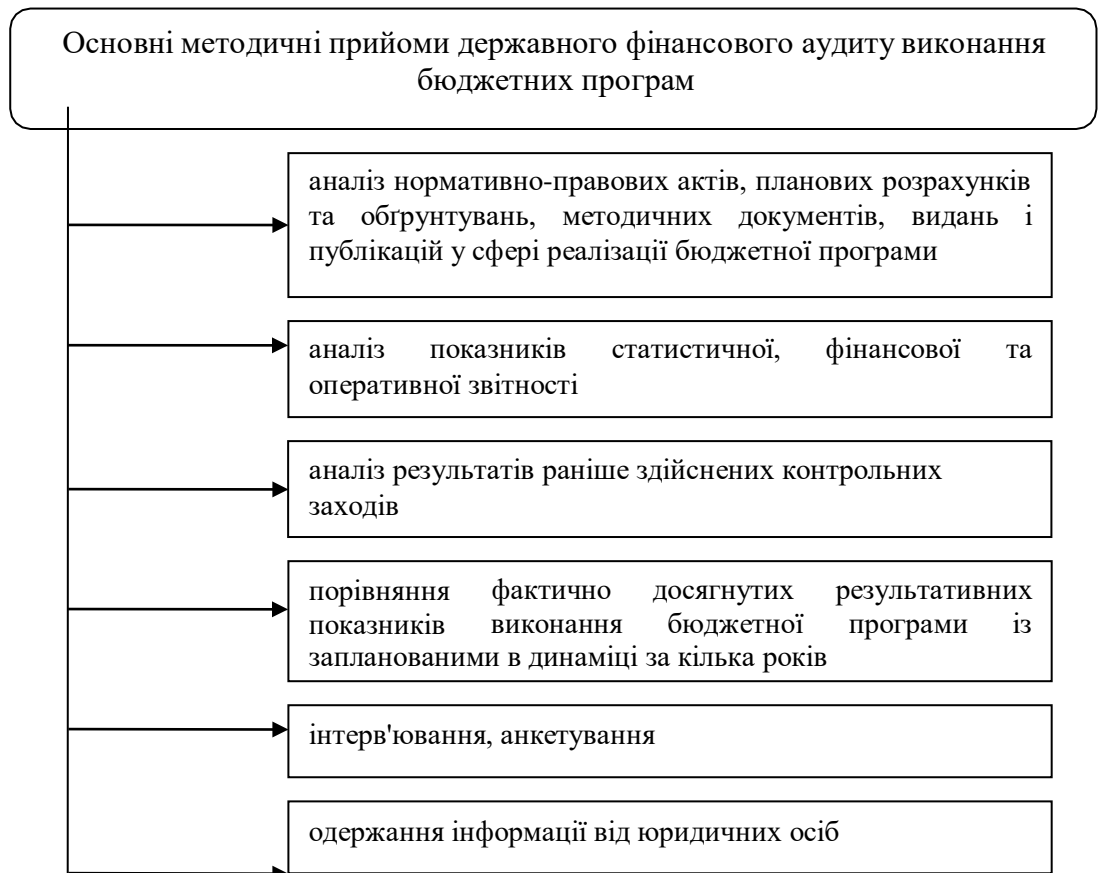 Основні методичні прийоми державного фінансового аудиту виконання
бюджетних програм
аналіз нормативно-правових актів, планових розрахунків
та обґрунтувань, методичних документів, видань і
публікацій у сфері реалізації бюджетної програми
аналіз показників статистичної, фінансової та
оперативної звітності
аналіз результатів раніше здійснених контрольних
заходів
порівняння фактично досягнутих результативних
показників виконання бюджетної програми із
запланованими в динаміці за кілька років
інтерв'ювання, анкетування
одержання інформації від юридичних осіб